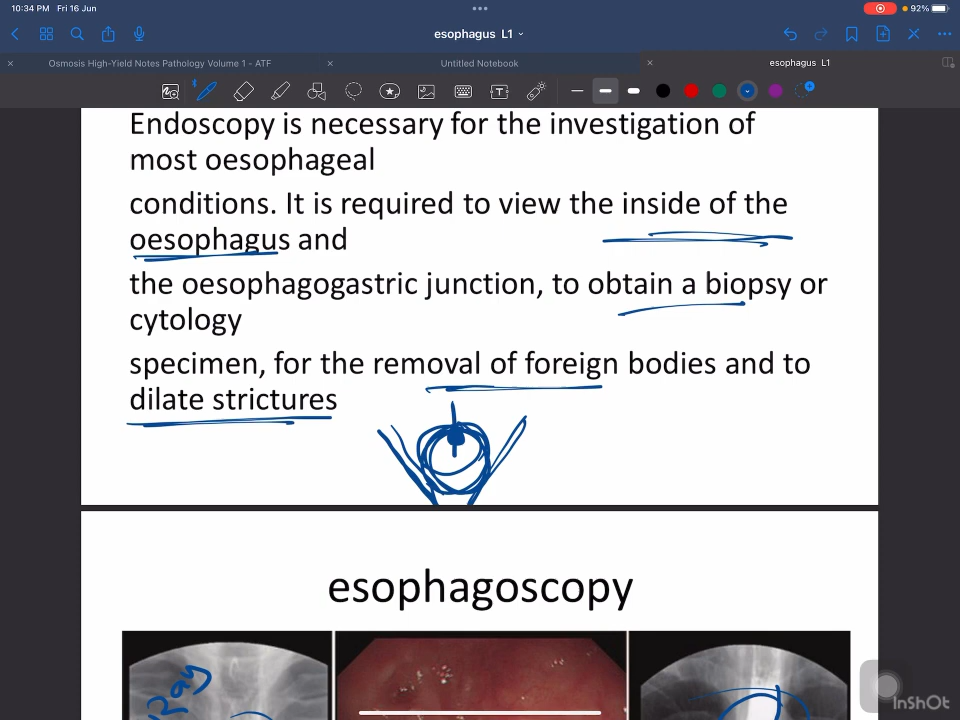 10:34 PM Fri 16 Jun
92%
esophagus L1
Osmosis High-Yield Notes Pathology Volume 1 - ATF
Untitled Notebook
esophagus L1
Endoscopy is necessary for the investigation of
most oesophageal
conditions. It is required to view the inside of the
oesophagus and
the oesophagogastric junction, to obtain a biopsy or
cytology
specimen, for the removal of foreign bodies and to
dilate strictures
esophagoscopy
Ray
InShOt